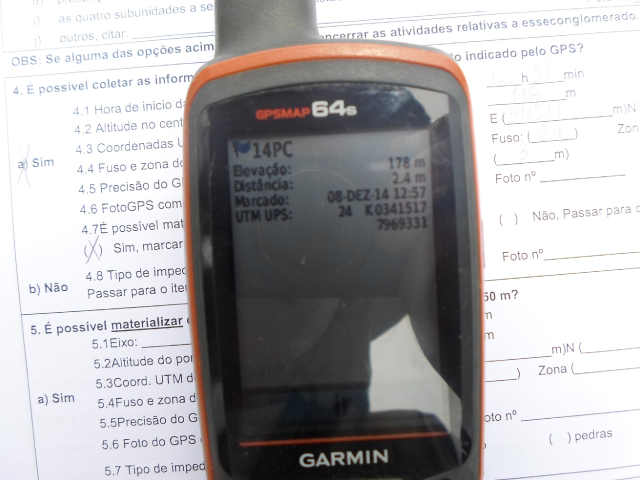 as quatro subunidades a se
outros, citar:
OBS: Se alguma das opções acim
ncerrar as atividades relativas a esseconglomerado.
4. É possível coletar as inform
to indicado pelo GPS?
4.1 Hora de início d
h min
4.2 Altitude no cent
m
4.3 Coordenadas U
E ( m)N
a) Sim
4.4 Fuso e zona do
Fuso: ( ) Zon
4.5 Precisão do G
( m)
4.6 FotoGPS com
Foto nº
4.7É possível mat
(X) Sim, marcar
( ) Não, Passar para o
4.8 Tipo de imped
Foto nº
b) Não
Passar para o ite
5. É possível materializar
50 m?
5.1Eixo:
m
5.2Altitude do po
m
5.3Coord. UTM d
m)N (
a) Sim
5.4Fuso e zona d
) Zona (
5.5Precisão do G
oto nº
5.6 Foto do GPS
( ) pedras
5.7 Tipo de imped
GPSMAP 64s
14PC
Elevação: 178 m
Distância: 2.4 m
Marcado: 08-DEZ-14 12:57
UTM UPS: 24 K 0341517
7969331
GARMIN